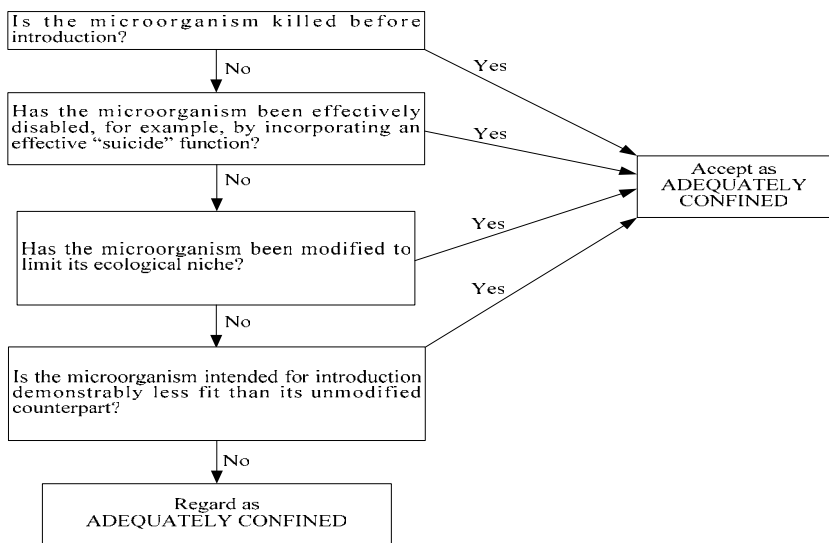 Is the microorganism killed before
introduction?
No
Yes
Has the microorganism been effectively
disabled, for example, by incorporating an
effective “suicide” function?
No
Yes
Accept as
ADEQUATELY
CONFINED
Has the microorganism been modified to
limit its ecological niche?
No
Yes
Is the microorganism intended for introduction
demonstrably less fit than its unmodified
counterpart?
Yes
No
Regard as
ADEQUATELY CONFINED